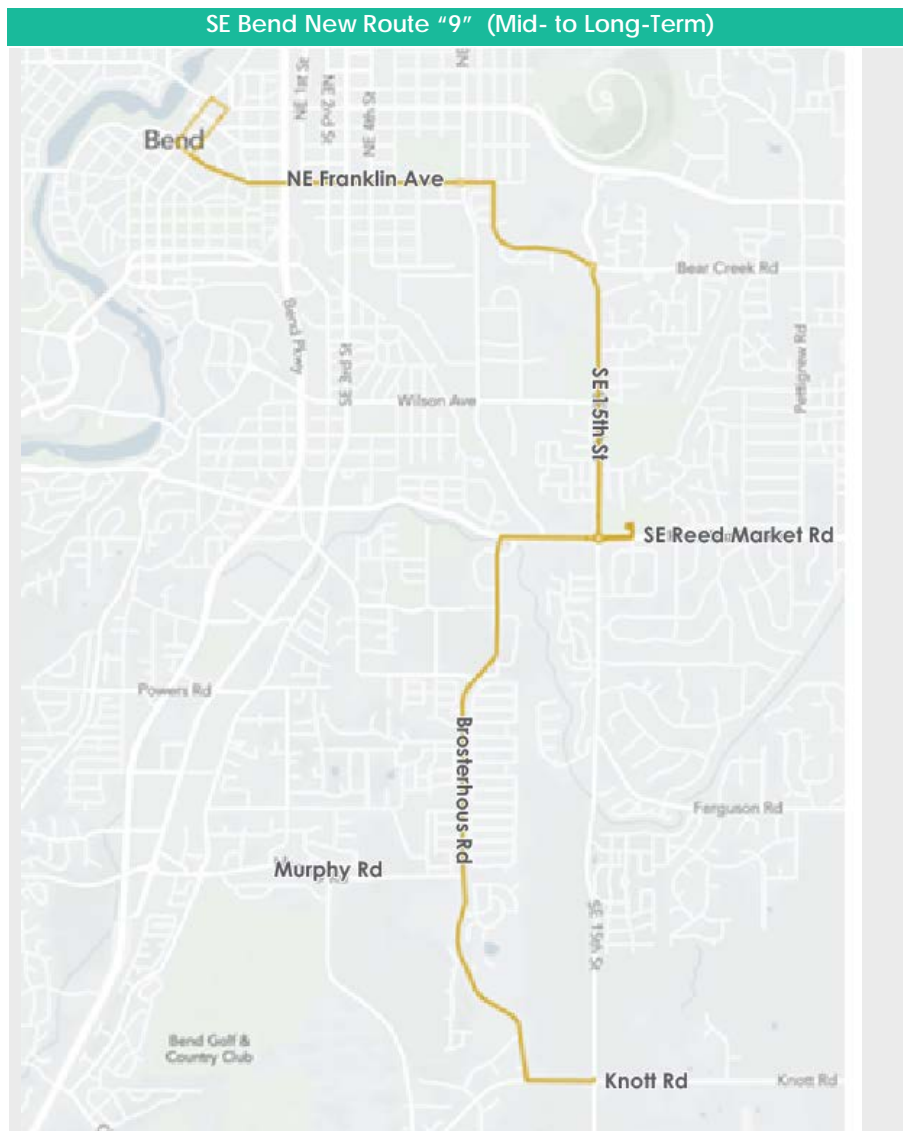 SE Bend New Route “9” (Mid- to Long-Term)
NE 1st St
NE 2nd St
NE 4th St
NE
Bend
NE Franklin Ave
Bear Creek Rd
Bend Pkwy
SE 3rd St
Pettigrew Rd
Wilson Ave
SE 15th St
SE Reed Market Rd
Powers Rd
Brosterhous Rd
Ferguson Rd
Murphy Rd
SE 15th St
Bend Golf &
Country Club
Knott Rd
Knott Rd